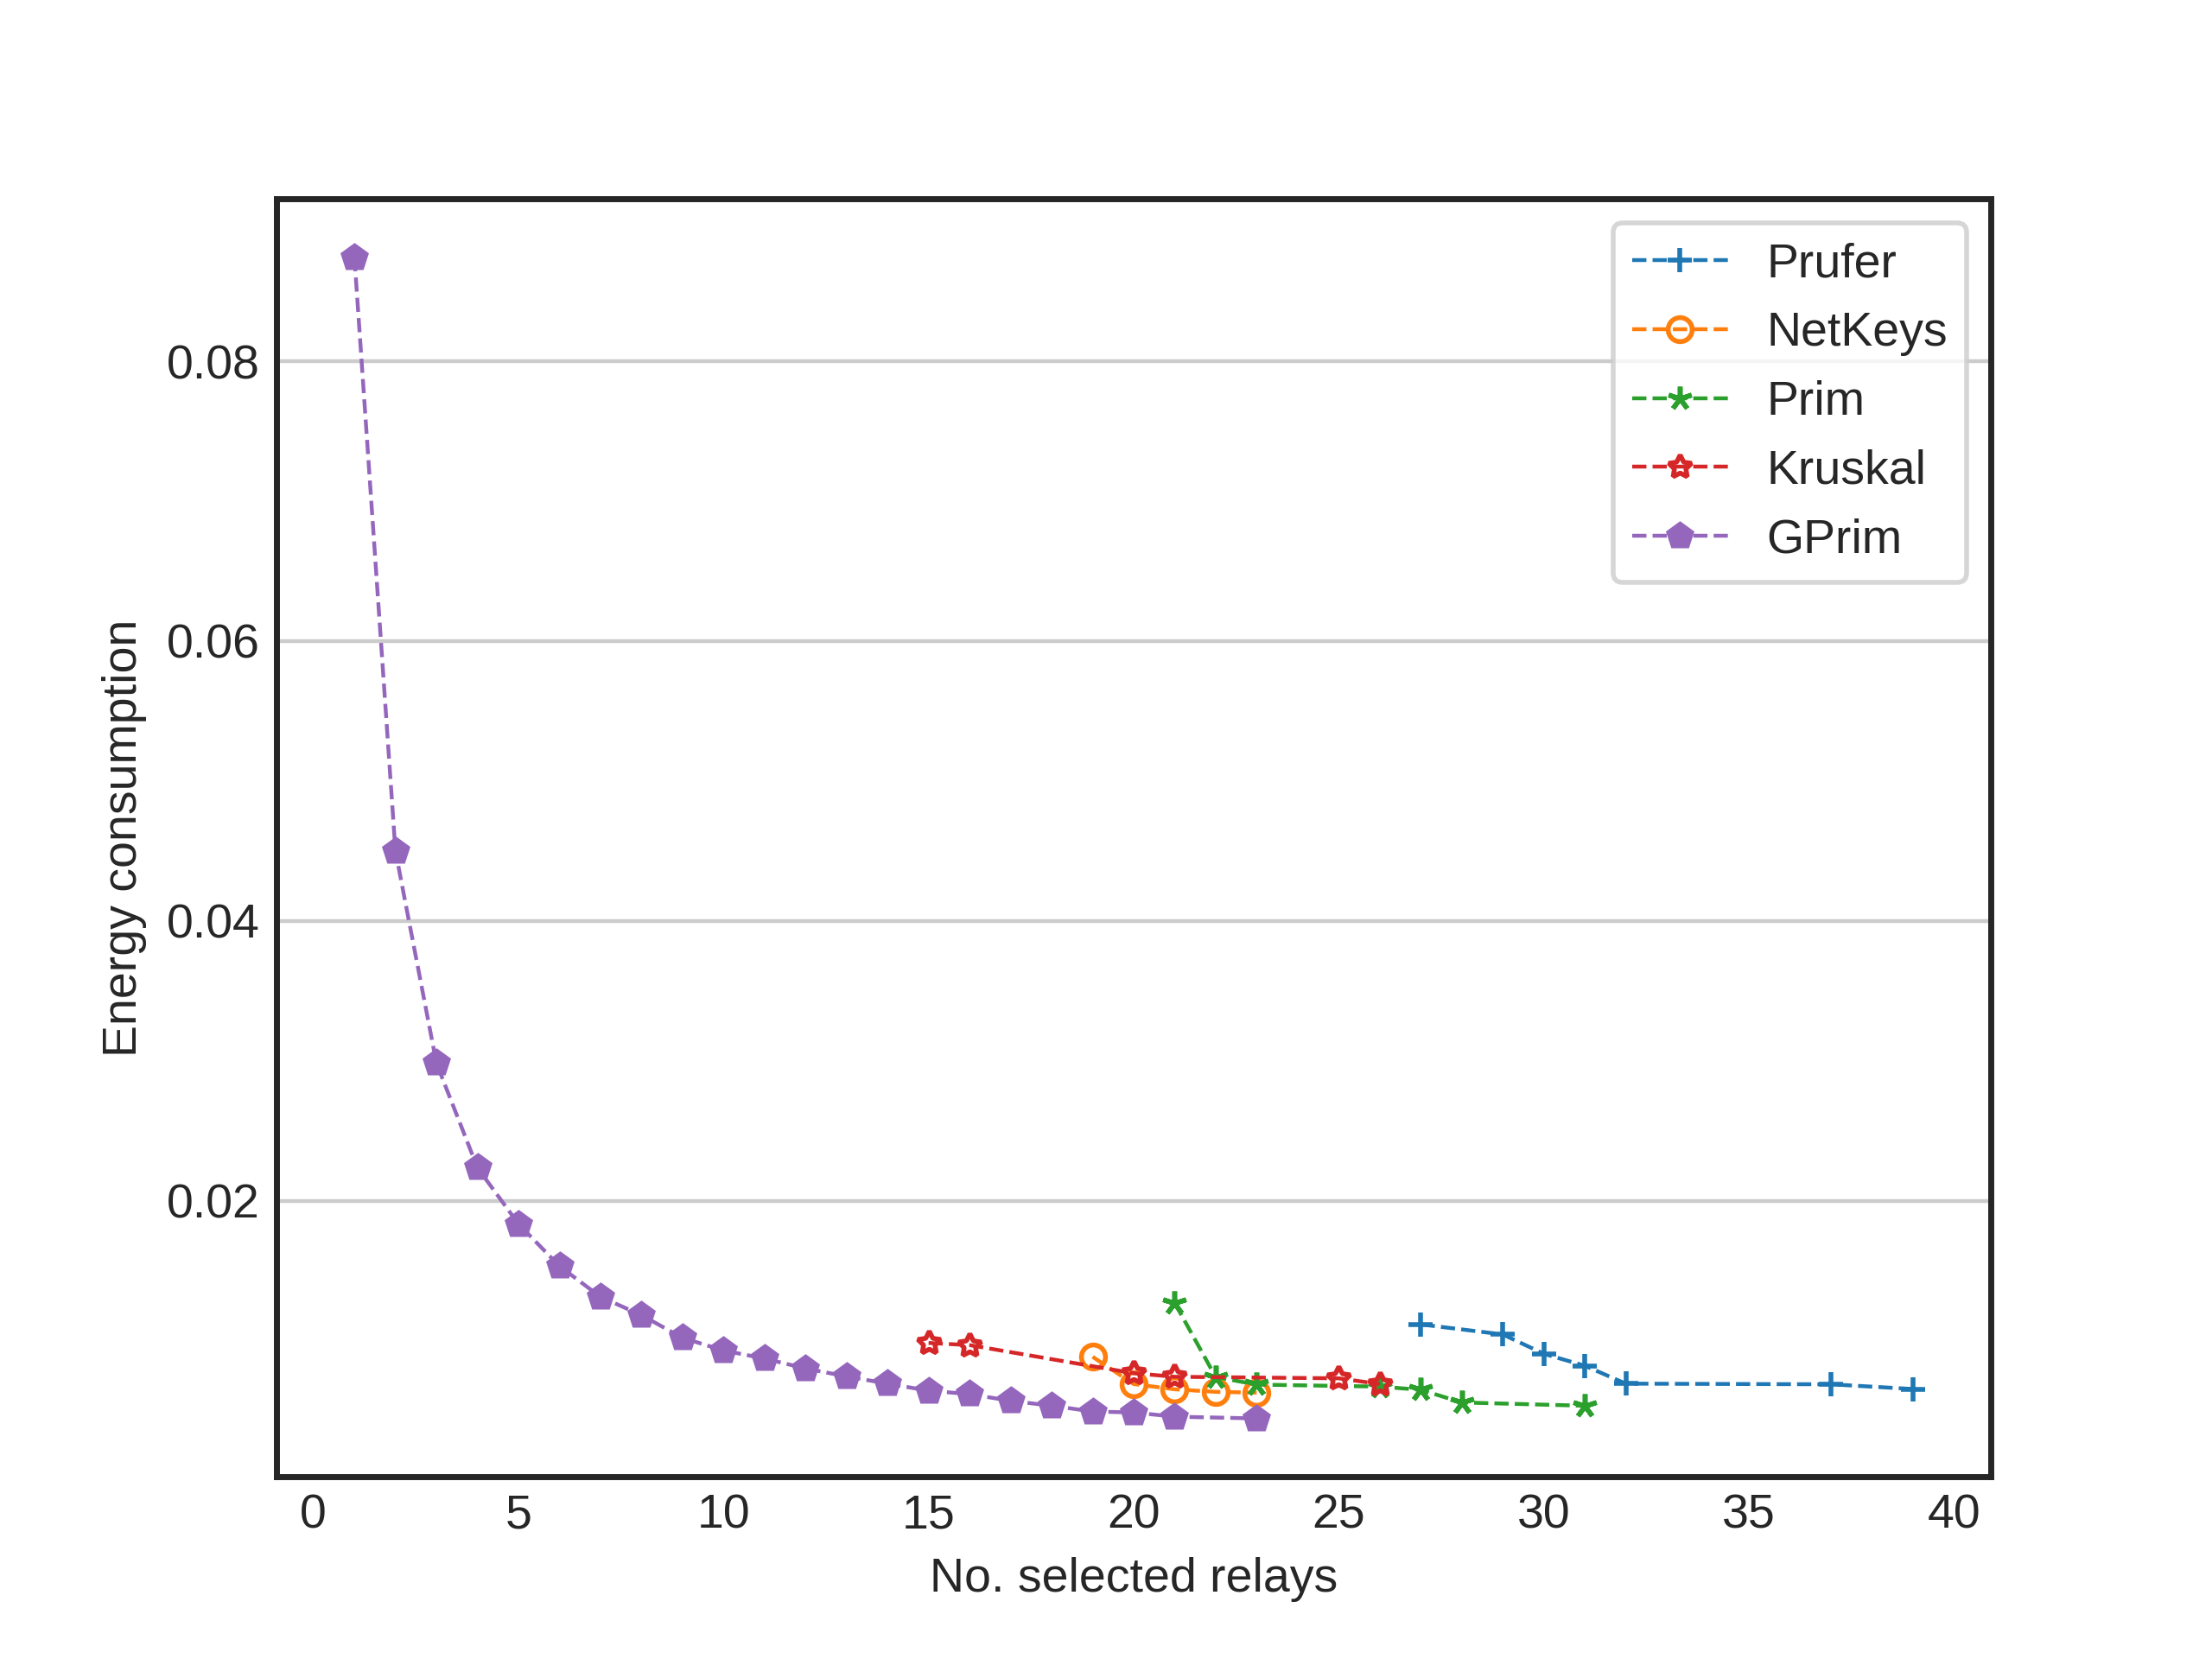 Prufer
NetKeys
Prim
Kruskal
GPrim
0.08
0.06
0.04
0.02
Energy consumption
0 5 10 15 20 25 30 35 40
No. selected relays